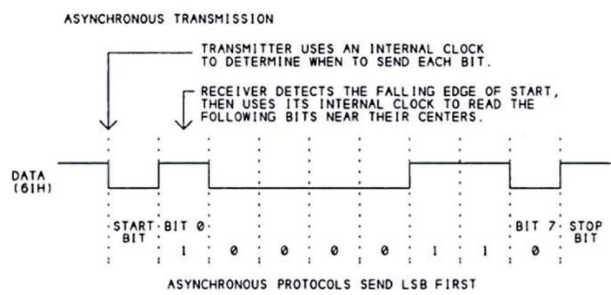 ASYNCHRONOUS TRANSMISSION
TRANSMITTER USES AN INTERNAL CLOCK
TO DETERMINE WHEN TO SEND EACH BIT.
RECEIVER DETECTS THE FALLING EDGE OF START,
THEN USES ITS INTERNAL CLOCK TO READ THE
FOLLOWING BITS NEAR THEIR CENTERS.
DATA
(61H)
START BIT 0 BIT 7 STOP
BIT 1 0 0 0 0 1 1 0 BIT
ASYNCHRONOUS PROTOCOLS SEND LSB FIRST